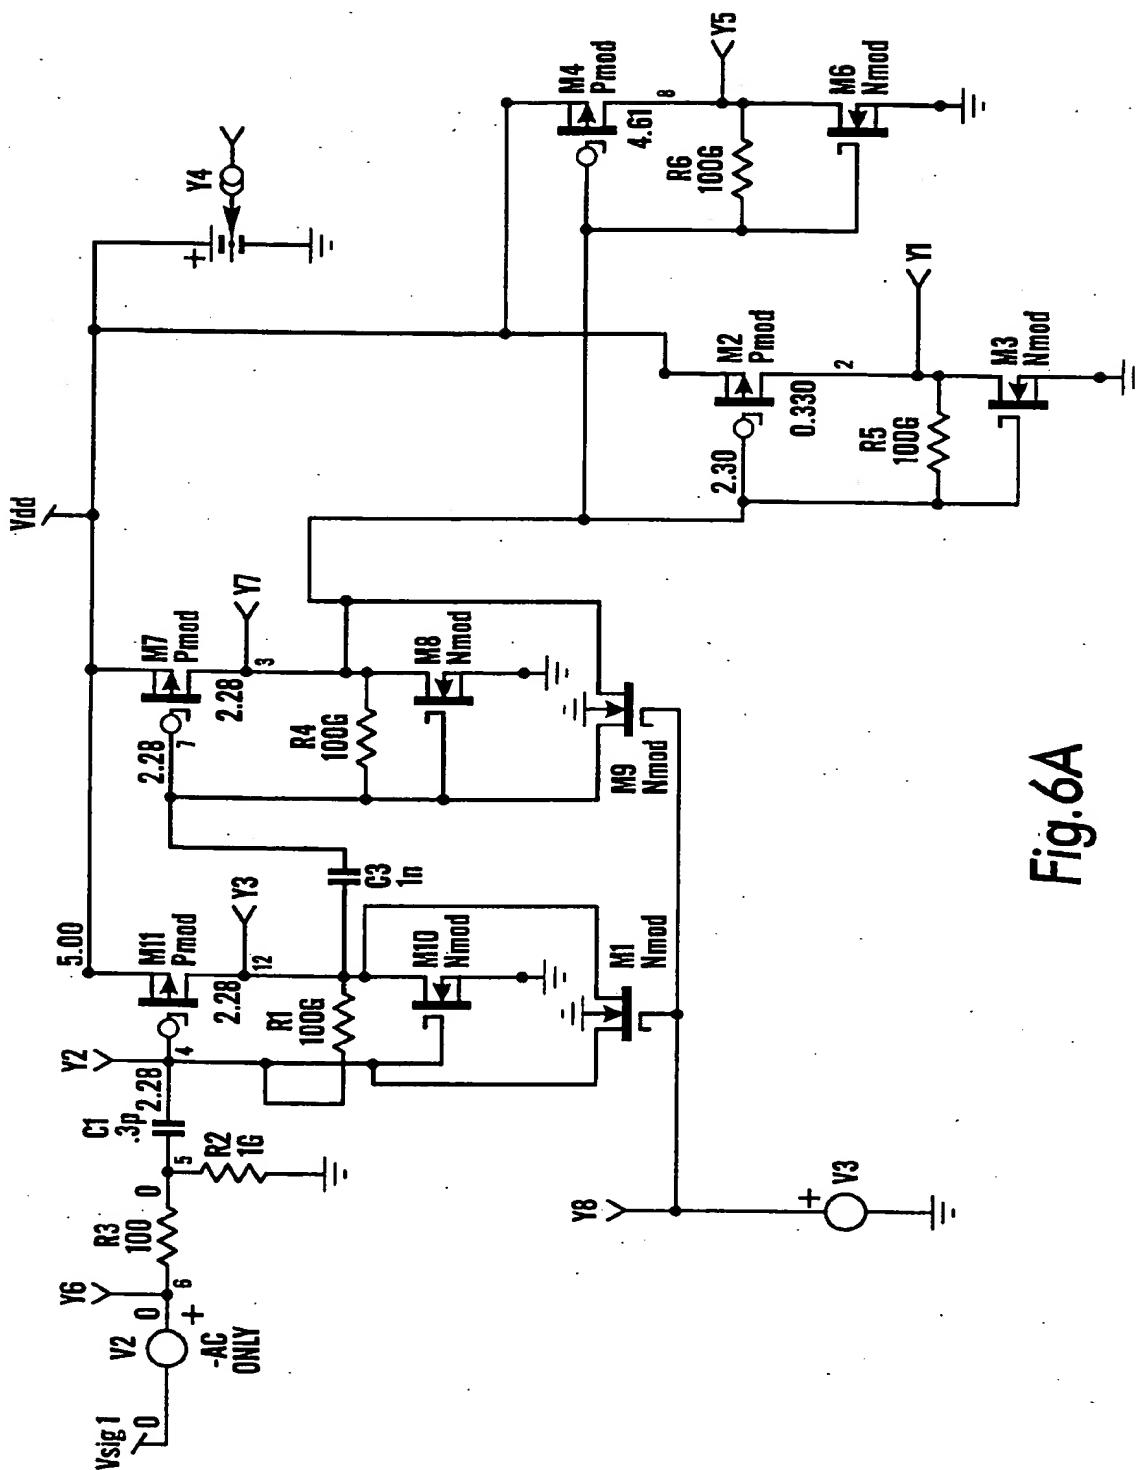 Vsig 1
0
V2
0
+
-AC
ONLY
Y6
6
R3
100
0
5
R2
1G
C1
.3p
2.28
Y2
4
5.00
M11
Pmod
2.28
12
Y3
R1
100G
M10
Nmod
C3
1n
M1
Nmod
Y8
+
V3
2.28
7
M7
Pmod
2.28
3
Y7
R4
100G
M8
Nmod
M9
Nmod
Vdd
+
Y4
2.30
M2
Pmod
0.330
2
Y1
R5
100G
M3
Nmod
M4
Pmod
4.61
8
Y5
R6
100G
M6
Nmod
Fig.6A